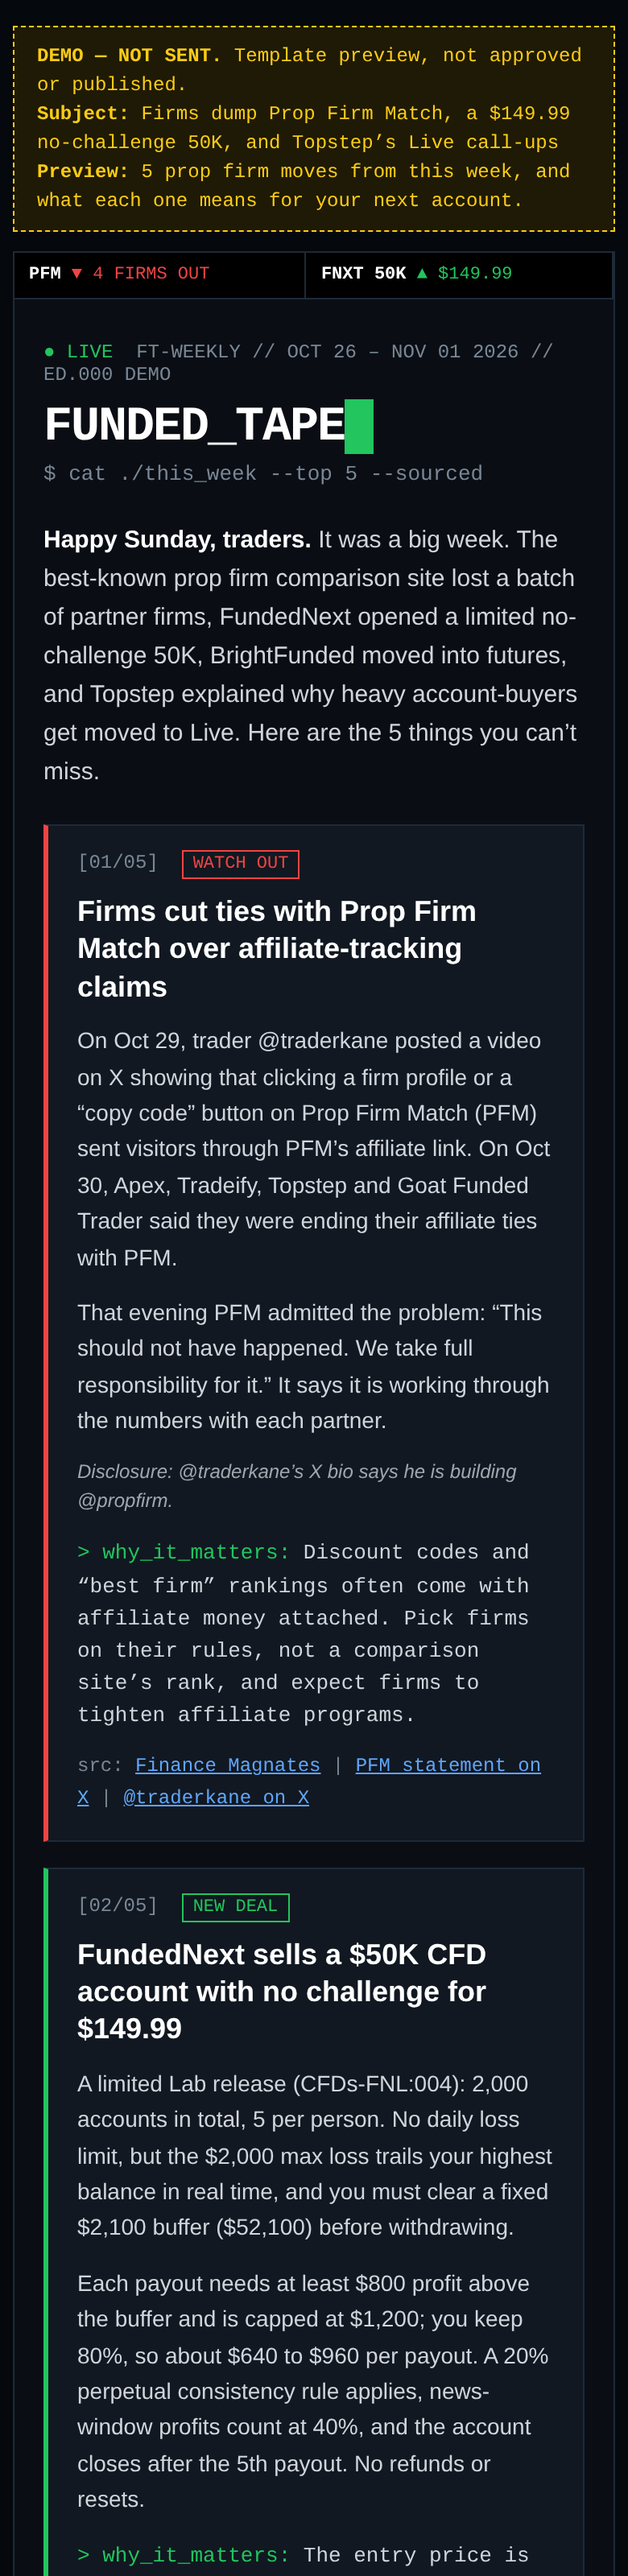 DEMO — NOT SENT. Template preview, not approved
or published.
Subject: Firms dump Prop Firm Match, a $149.99
no-challenge 50K, and Topstep’s Live call-ups
Preview: 5 prop firm moves from this week, and
what each one means for your next account.
PFM ▼ 4 FIRMS OUT
FNXT 50K ▲ $149.99
● LIVE FT-WEEKLY // OCT 26 – NOV 01 2026 //
ED.000 DEMO
FUNDED_TAPE
$ cat ./this_week --top 5 --sourced
Happy Sunday, traders. It was a big week. The
best-known prop firm comparison site lost a batch
of partner firms, FundedNext opened a limited no-
challenge 50K, BrightFunded moved into futures,
and Topstep explained why heavy account-buyers
get moved to Live. Here are the 5 things you can’t
miss.
[01/05] WATCH OUT
Firms cut ties with Prop Firm
Match over affiliate-tracking
claims
On Oct 29, trader @traderkane posted a video
on X showing that clicking a firm profile or a
“copy code” button on Prop Firm Match (PFM)
sent visitors through PFM’s affiliate link. On Oct
30, Apex, Tradeify, Topstep and Goat Funded
Trader said they were ending their affiliate ties
with PFM.
That evening PFM admitted the problem: “This
should not have happened. We take full
responsibility for it.” It says it is working through
the numbers with each partner.
Disclosure: @traderkane’s X bio says he is building
@propfirm.
> why_it_matters: Discount codes and
“best firm” rankings often come with
affiliate money attached. Pick firms
on their rules, not a comparison
site’s rank, and expect firms to
tighten affiliate programs.
src: Finance Magnates | PFM statement on
X | @traderkane on X
[02/05] NEW DEAL
FundedNext sells a $50K CFD
account with no challenge for
$149.99
A limited Lab release (CFDs-FNL:004): 2,000
accounts in total, 5 per person. No daily loss
limit, but the $2,000 max loss trails your highest
balance in real time, and you must clear a fixed
$2,100 buffer ($52,100) before withdrawing.
Each payout needs at least $800 profit above
the buffer and is capped at $1,200; you keep
80%, so about $640 to $960 per payout. A 20%
perpetual consistency rule applies, news-
window profits count at 40%, and the account
closes after the 5th payout. No refunds or
resets.
> why_it_matters: The entry price is